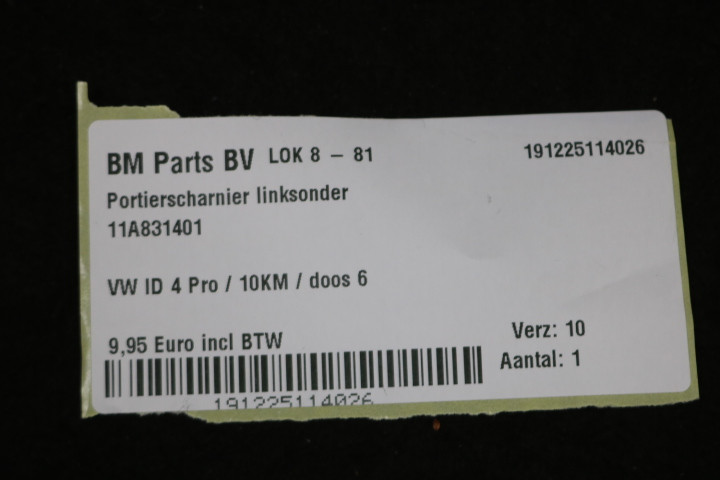 BM Parts BV LOK 8 - 81 191225114026
Portierscharnier linksonder
11A831401
VW ID 4 Pro / 10KM / doos 6
9,95 Euro incl BTW
Verz: 10
Aantal: 1
191225114026